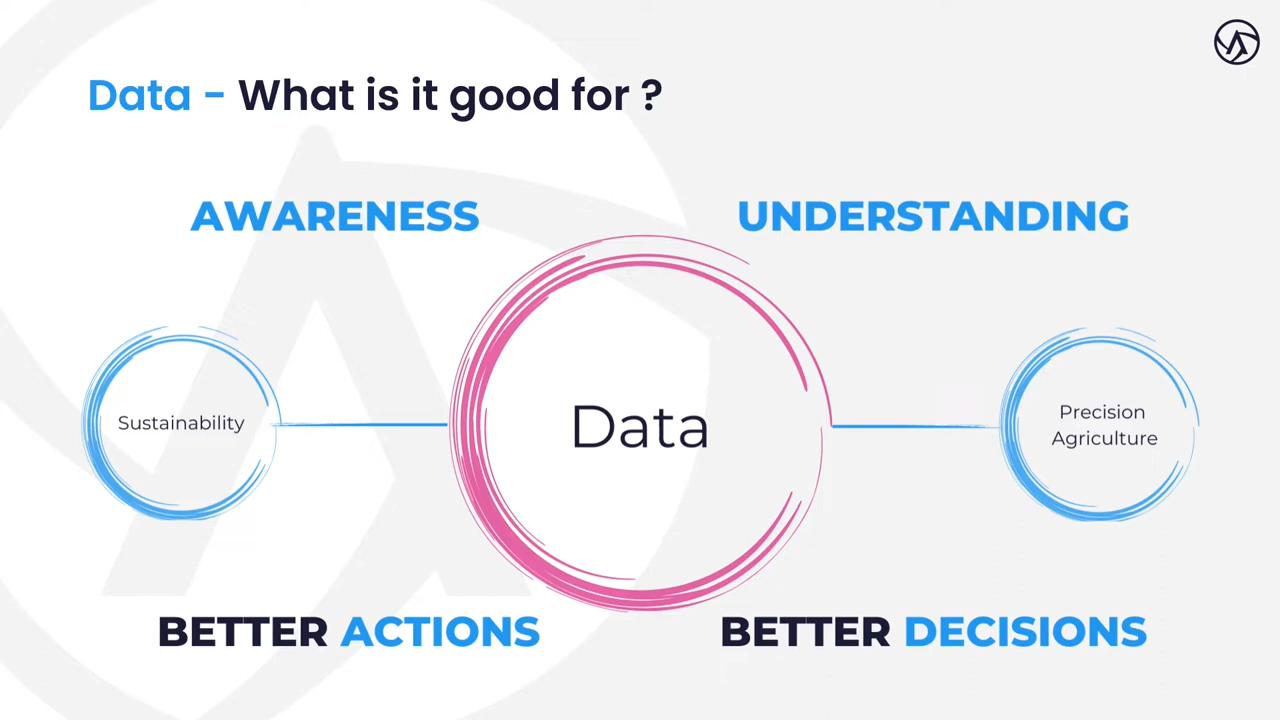 Data - What is it good for ?
AWARENESS
UNDERSTANDING
Sustainability
Data
Precision
Agriculture
BETTER ACTIONS
BETTER DECISIONS